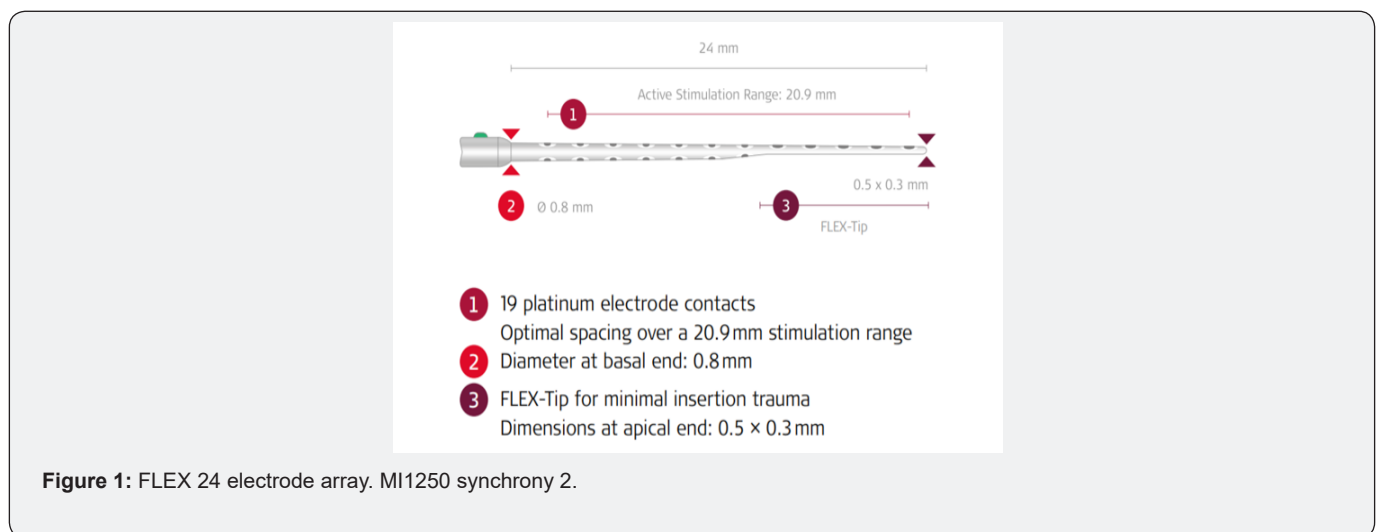 24 mm
Active Stimulation Range: 20.9 mm
1
0.5 x 0.3 mm
2 Ø 0.8 mm
3
FLEX-Tip
1 19 platinum electrode contacts
Optimal spacing over a 20.9 mm stimulation range
2 Diameter at basal end: 0.8 mm
3 FLEX-Tip for minimal insertion trauma
Dimensions at apical end: 0.5 × 0.3 mm
Figure 1: FLEX 24 electrode array. MI1250 synchrony 2.